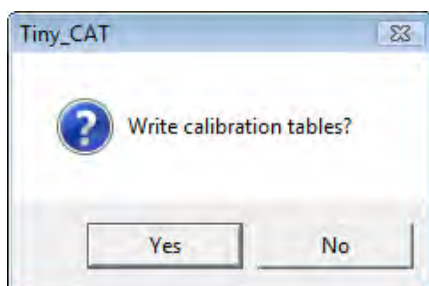 Tiny_CAT
Write calibration tables?
Yes
No